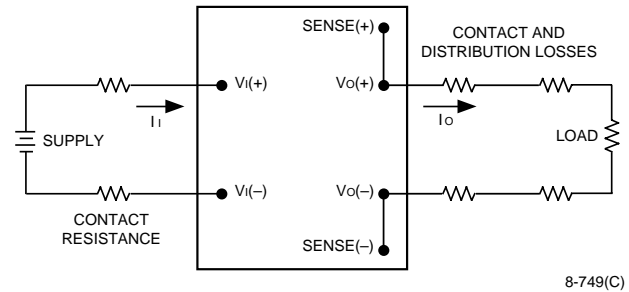 SENSE(+)
CONTACT AND
DISTRIBUTION LOSSES
VI(+)
VO(+)
II
IO
SUPPLY
LOAD
VI(–)
VO(–)
CONTACT
RESISTANCE
SENSE(–)
8-749(C)